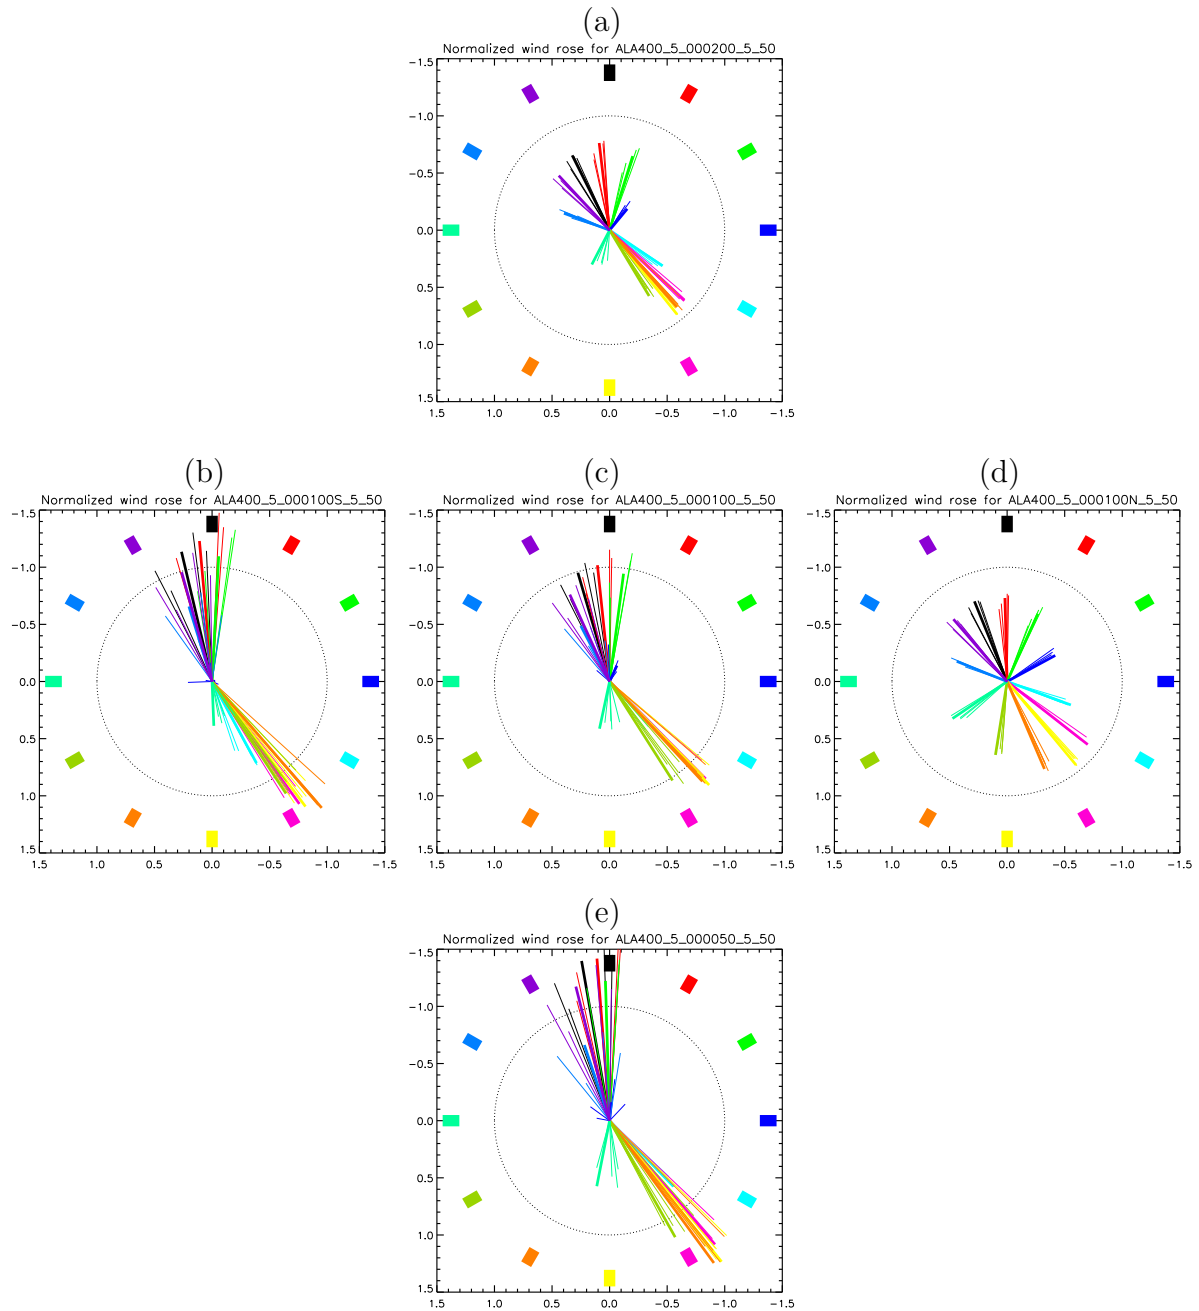 (a)
Normalized wind rose for ALA400_5_000200_5_50
-1.5
-1.0
-0.5
0.0
0.5
1.0
1.5
1.5 1.0 0.5 0.0 -0.5 -1.0 -1.5
(b) (c) (d)
Normalized wind rose for ALA400_5_000100S_5_50 Normalized wind rose for ALA400_5_000100_5_50 Normalized wind rose for ALA400_5_000100N_5_50
-1.5 -1.5 -1.5
-1.0 -1.0 -1.0
-0.5 -0.5 -0.5
0.0 0.0 0.0
0.5 0.5 0.5
1.0 1.0 1.0
1.5 1.5 1.5
1.5 1.0 0.5 0.0 -0.5 -1.0 -1.5 1.5 1.0 0.5 0.0 -0.5 -1.0 -1.5 1.5 1.0 0.5 0.0 -0.5 -1.0 -1.5
(e)
Normalized wind rose for ALA400_5_000050_5_50
-1.5
-1.0
-0.5
0.0
0.5
1.0
1.5
1.5 1.0 0.5 0.0 -0.5 -1.0 -1.5